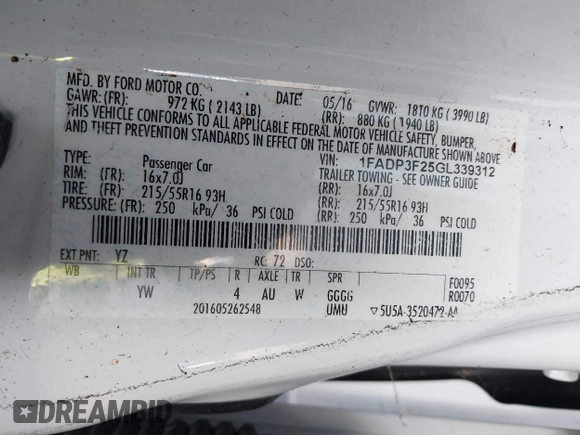 MFD. BY FORD MOTOR CO.
DATE: 05/16 GVWR: 1810 KG ( 3990 LB)
GAWR:(FR): 972 KG ( 2143 LB) (RR): 880 KG ( 1940 LB)
THIS VEHICLE CONFORMS TO ALL APPLICABLE FEDERAL MOTOR VEHICLE SAFETY, BUMPER,
AND THEFT PREVENTION STANDARDS IN EFFECT ON THE DATE OF MANUFACTURE SHOWN ABOVE.
VIN: 1FADP3F25GL339312
TYPE: Passenger Car TRAILER TOWING - SEE OWNER GUIDE
RIM: (FR): 16x7.0J (RR): 16x7.0J
TIRE: (FR): 215/55R16 93H (RR): 215/55R16 93H
PRESSURE: (FR): 250 kPa/ 36 PSI COLD (RR): 250 kPa/ 36 PSI COLD
EXT PNT: YZ RC: 72 DSO:
WB INT TR TP/PS R AXLE TR SPR F0095
YW 4 AU W GGGG R0070
201605262548 UMU ▽5U5A-3520472-AA
DREAMBID